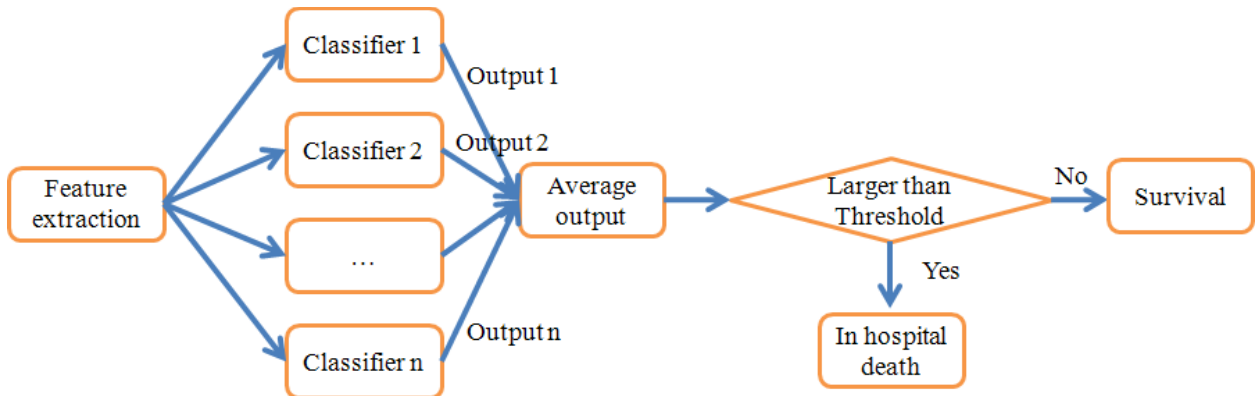 Feature
extraction
Classifier 1
Classifier 2
…
Classifier n
Output 1
Output 2
Output n
Average
output
Larger than
Threshold
No
Survival
Yes
In hospital
death